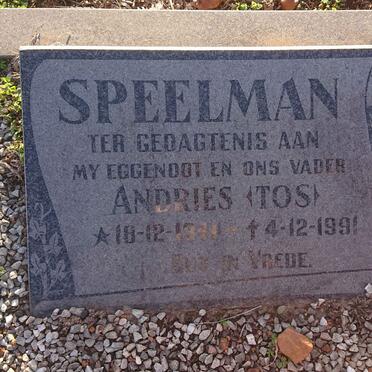 SPEELMAN
TER GEDAGTENIS AAN
MY EGGENOOT EN ONS VADER
ANDRIES (TOS)
★18-12-1941 - †4-12-1991
RUS IN VREDE.